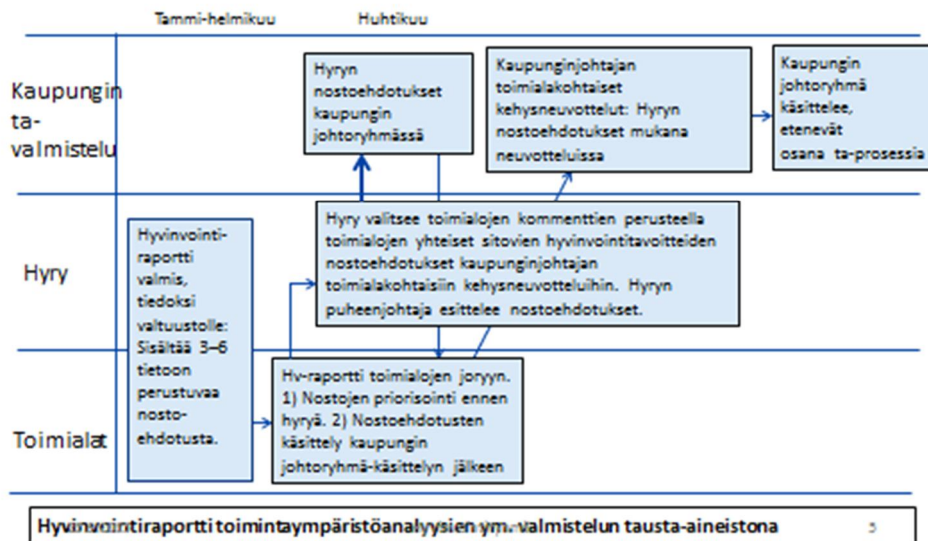 Tammi-helmikuu
Huhtikuu
Kaupungin
ta-
valmistelu
Hyryn
nostoehdotukset
kaupungin
johtoryhmässä
Kaupunginjohtajan
toimialakohtaiset
kehysneuvottelut: Hyryn
nostoehdotukset mukana
neuvotteluissa
Kaupungin
johtoryhmä
käsittelee,
etenevät
osana ta-prosessia
Hyry
Hyvinvointi-
raportti
valmis,
tiedoksi
valtuustolle:
Sisältää 3–6
tietoon
perustuvaa
nosto-
ehdotusta.
Hyry valitsee toimialojen kommenttien perusteella
toimialojen yhteiset sitovien hyvinvointitavoitteiden
nostoehdotukset kaupunginjohtajan
toimialakohtaisiin kehysneuvotteluihin. Hyryn
puheenjohtaja esittelee nostoehdotukset.
Toimialat
Hv-raportti toimialojen joryyn.
1) Nostojen priorisointi ennen
hyryä. 2) Nostoehdotusten
käsittely kaupungin
johtoryhmä-käsittelyn jälkeen
Hyvinvointiraportti toimintaympäristöanalyysien ym. valmistelun tausta-aineistona
5